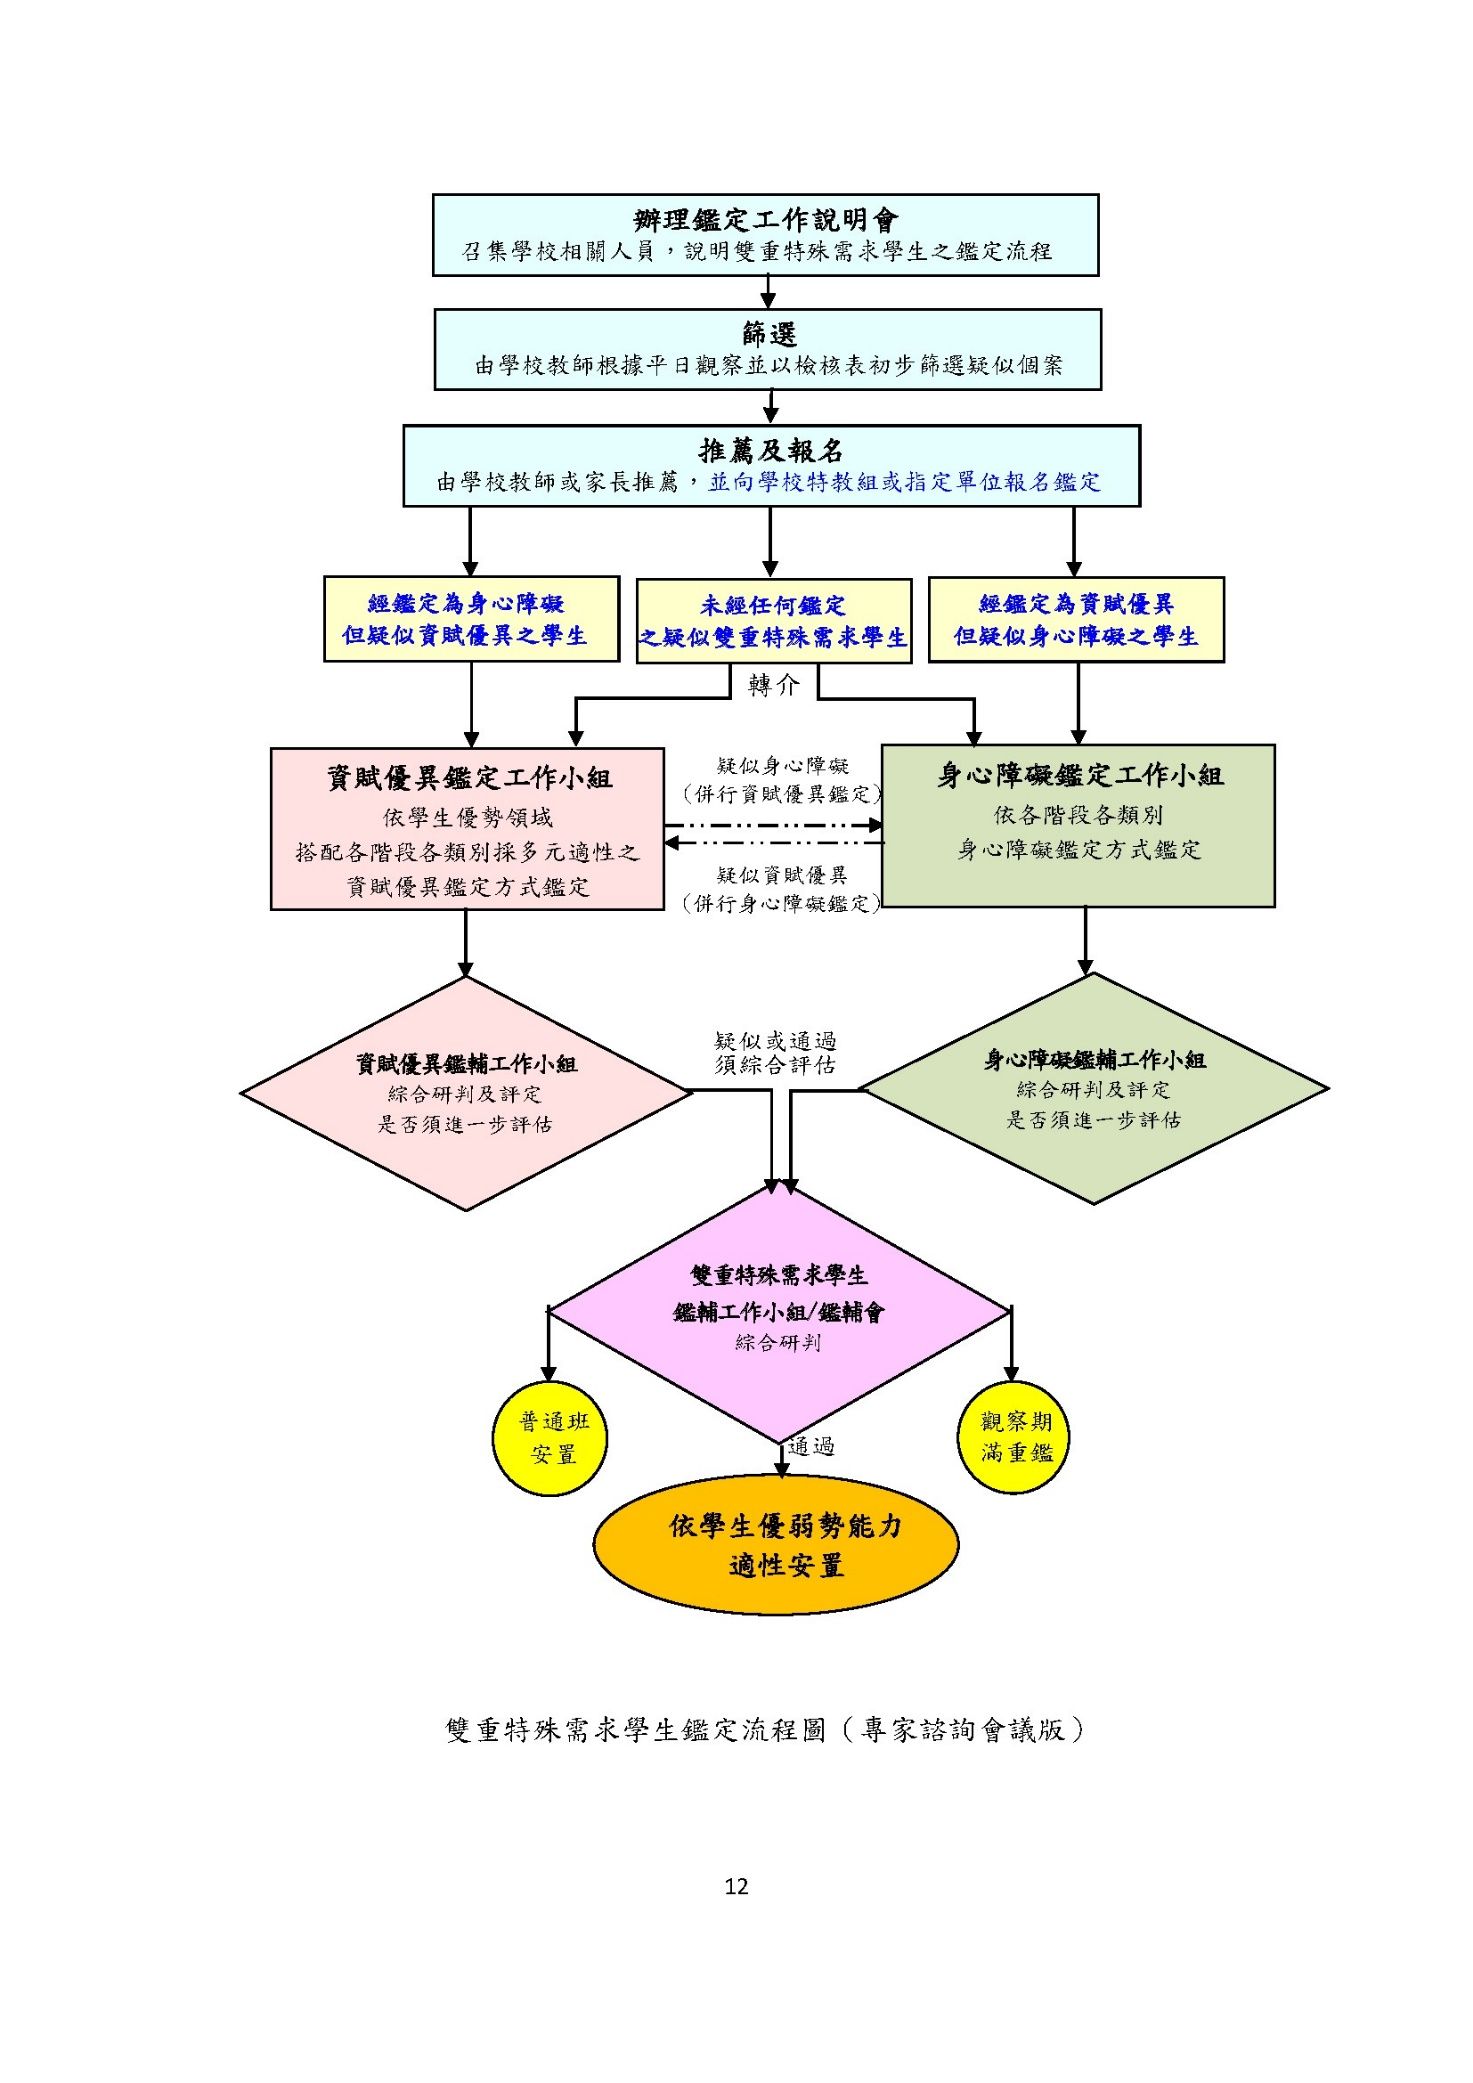 辦理鑑定工作說明會
召集學校相關人員，說明雙重特殊需求學生之鑑定流程
篩選
由學校教師根據平日觀察並以檢核表初步篩選疑似個案
推薦及報名
由學校教師或家長推薦，並向學校特教組或指定單位報名鑑定
經鑑定為身心障礙
但疑似資賦優異之學生
未經任何鑑定
之疑似雙重特殊需求學生
經鑑定為資賦優異
但疑似身心障礙之學生
轉介
資賦優異鑑定工作小組
依學生優勢領域
搭配各階段各類別採多元適性之
資賦優異鑑定方式鑑定
疑似身心障礙
（併行資賦優異鑑定）
疑似資賦優異
（併行身心障礙鑑定）
身心障礙鑑定工作小組
依各階段各類別
身心障礙鑑定方式鑑定
資賦優異鑑輔工作小組
綜合研判及評定
是否須進一步評估
疑似或通過
須綜合評估
身心障礙鑑輔工作小組
綜合研判及評定
是否須進一步評估
雙重特殊需求學生
鑑輔工作小組/鑑輔會
綜合研判
普通班
安置
通過
觀察期
滿重鑑
依學生優弱勢能力
適性安置
雙重特殊需求學生鑑定流程圖（專家諮詢會議版）
12